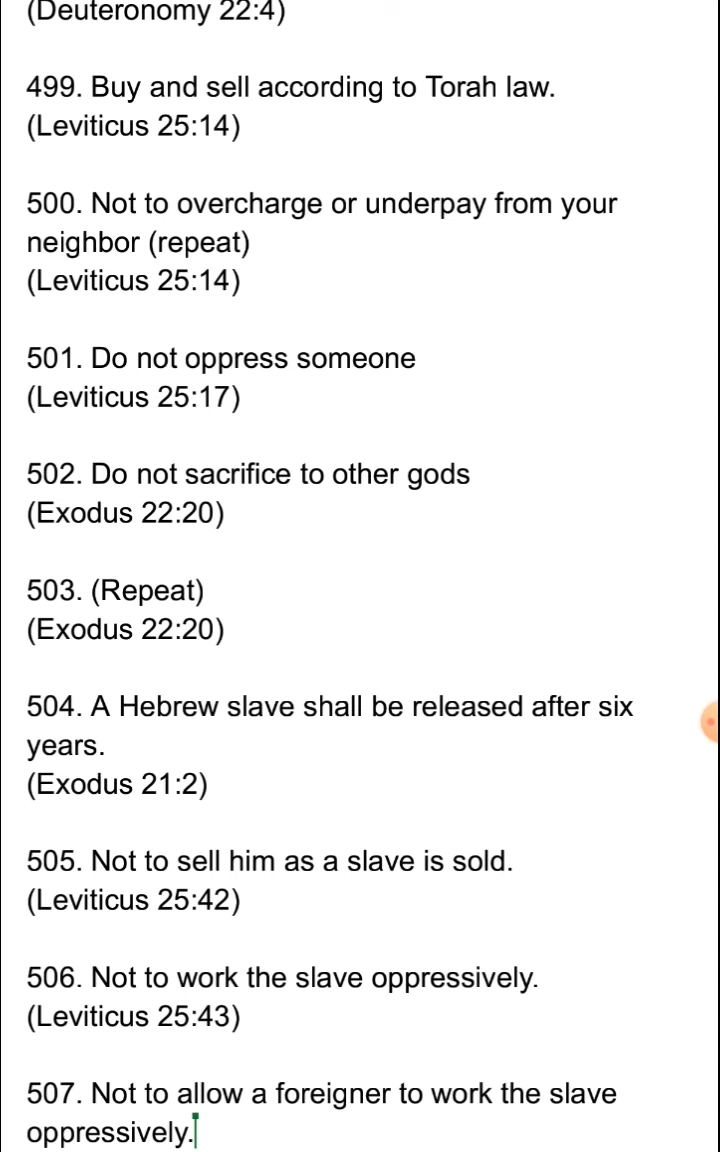 (Deuteronomy 22:4)
499. Buy and sell according to Torah law.
(Leviticus 25:14)
500. Not to overcharge or underpay from your
neighbor (repeat)
(Leviticus 25:14)
501. Do not oppress someone
(Leviticus 25:17)
502. Do not sacrifice to other gods
(Exodus 22:20)
503. (Repeat)
(Exodus 22:20)
504. A Hebrew slave shall be released after six
years.
(Exodus 21:2)
505. Not to sell him as a slave is sold.
(Leviticus 25:42)
506. Not to work the slave oppressively.
(Leviticus 25:43)
507. Not to allow a foreigner to work the slave
oppressively.